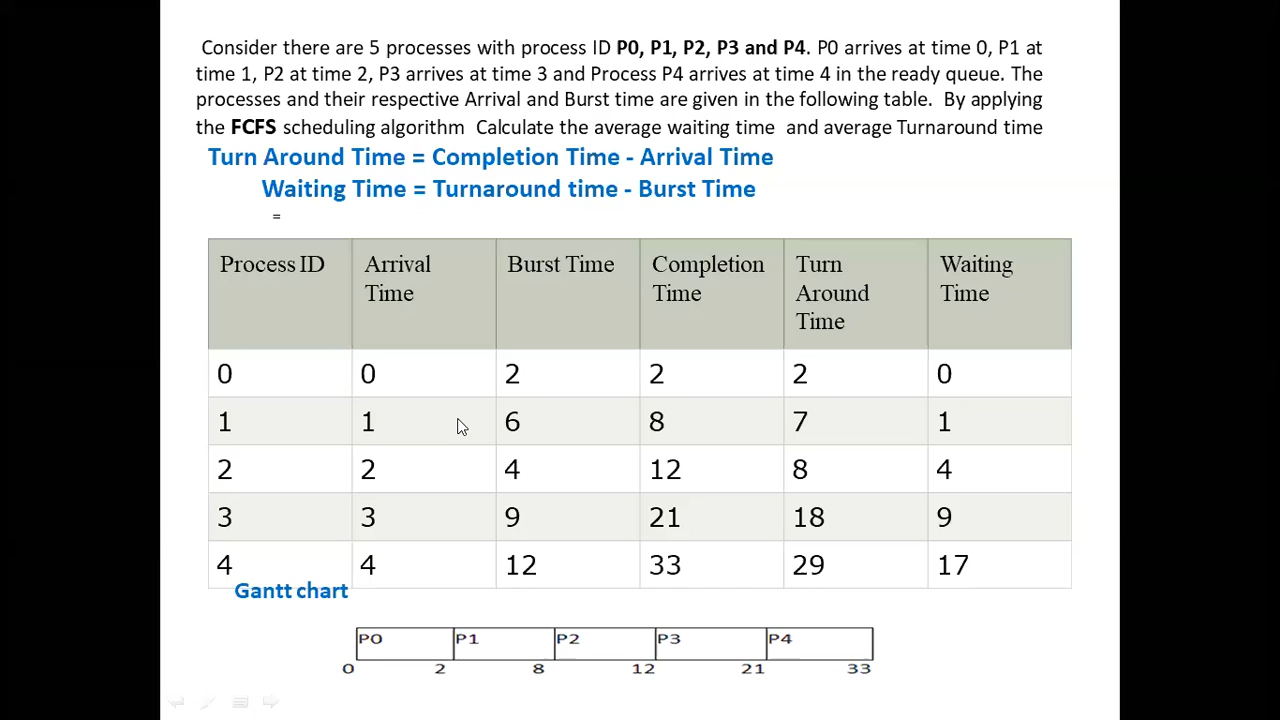 Consider there are 5 processes with process ID P0, P1, P2, P3 and P4. P0 arrives at time 0, P1 at
time 1, P2 at time 2, P3 arrives at time 3 and Process P4 arrives at time 4 in the ready queue. The
processes and their respective Arrival and Burst time are given in the following table. By applying
the FCFS scheduling algorithm Calculate the average waiting time and average Turnaround time
Turn Around Time = Completion Time - Arrival Time
Waiting Time = Turnaround time - Burst Time
=
Process ID Arrival Time Burst Time Completion Time Turn Around Time Waiting Time
0 0 2 2 2 0
1 1 6 8 7 1
2 2 4 12 8 4
3 3 9 21 18 9
4 4 12 33 29 17
Gantt chart
P0 P1 P2 P3 P4
0 2 8 12 21 33